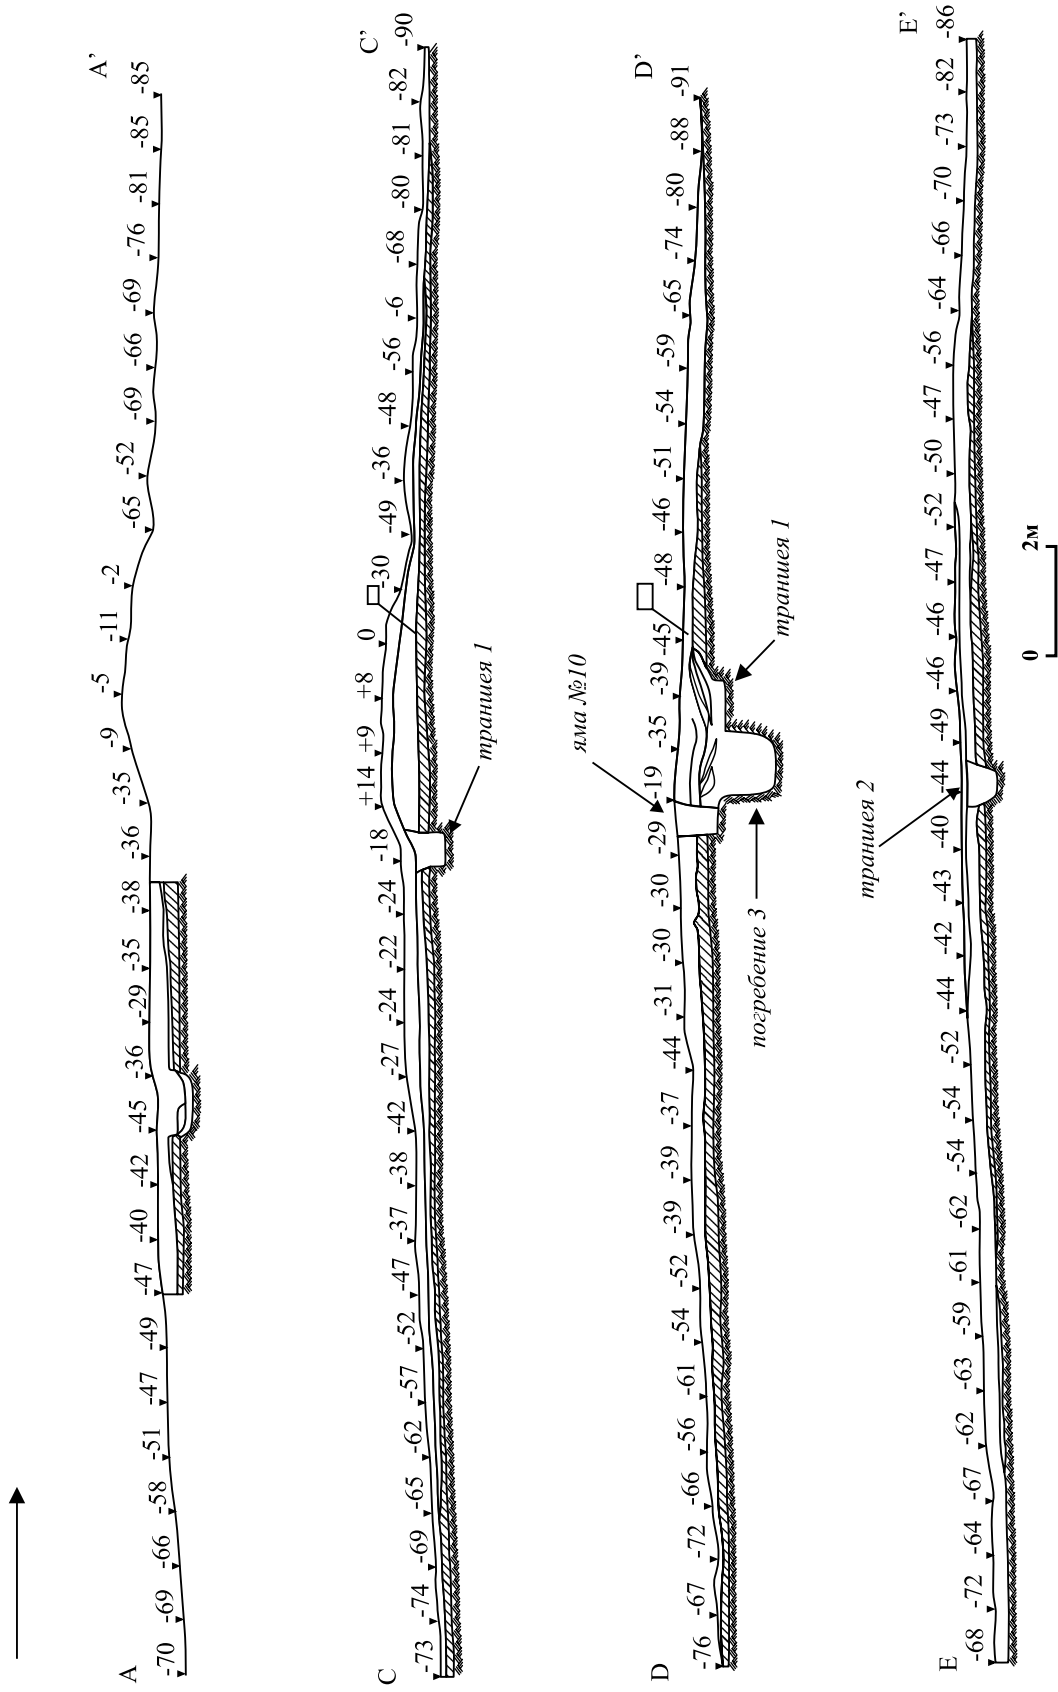 A A'
-70 -69 -66 -58 -51 -47 -49 -47 -40 -42 -45 -36 -29 -35 -38 -36 -35 -9 -5 -11 -2 -65 -52 -69 -66 -69 -76 -81 -85 -85
C C'
-73 -74 -69 -65 -62 -57 -52 -47 -37 -38 -42 -27 -24 -22 -24 -18 +14 +9 +8 0 -30 -49 -36 -48 -56 -6 -68 -80 -81 -82 -90
траншея 1
D D'
-76 -67 -72 -66 -56 -61 -54 -52 -39 -39 -37 -44 -31 -30 -30 -29 -19 -35 -39 -45 -48 -46 -51 -54 -59 -65 -74 -80 -88 -91
яма №10
траншея 1
погребение 3
E E'
-68 -72 -64 -67 -62 -63 -59 -61 -62 -54 -54 -52 -44 -42 -43 -40 -44 -49 -46 -46 -47 -52 -50 -47 -56 -64 -66 -70 -73 -82 -86
траншея 2
0 2м